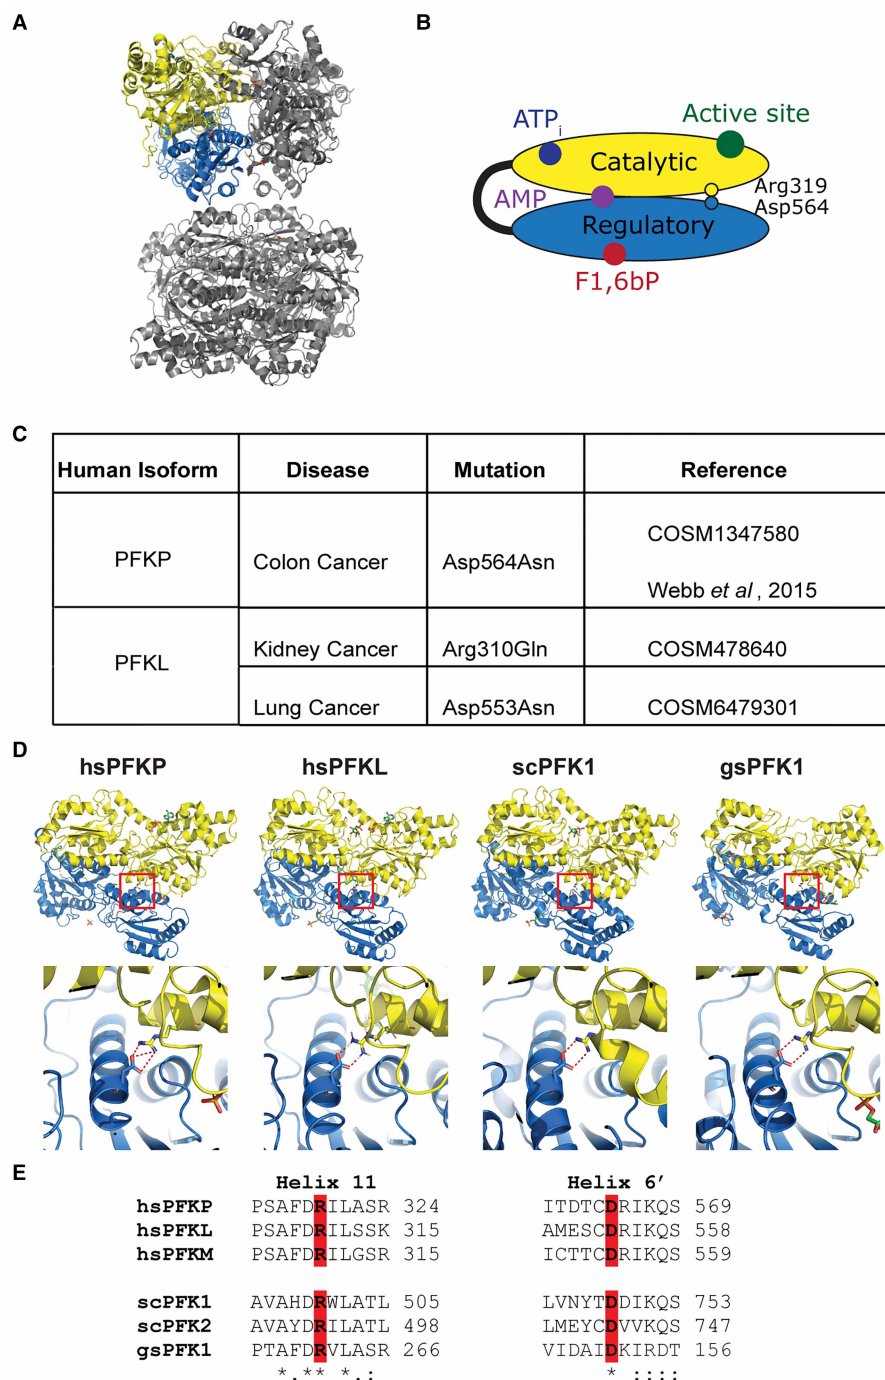 A
B
ATPi
Active site
Catalytic
Arg319
AMP
Asp564
Regulatory
F1,6bP
C
Human Isoform Disease Mutation Reference
PFKP Colon Cancer Asp564Asn COSM1347580
Webb et al , 2015
PFKL Kidney Cancer Arg310Gln COSM478640
Lung Cancer Asp553Asn COSM6479301
D
hsPFKP hsPFKL scPFK1 gsPFK1
E
Helix 11 Helix 6′
hsPFKP PSAFDRILASR 324 ITDTCDRIKQS 569
hsPFKL PSAFDRILSSK 315 AMESCDRIKQS 558
hsPFKM PSAFDRILGSR 315 ICTTCDRIKQS 559
scPFK1 AVAHDRWLATL 505 LVNYTDDIKQS 753
scPFK2 AVAYDRILATL 498 LMEYCDVVKQS 747
gsPFK1 PTAFDRVLASR 266 VIDAIDKIRDT 156
*.** *.: * ::::